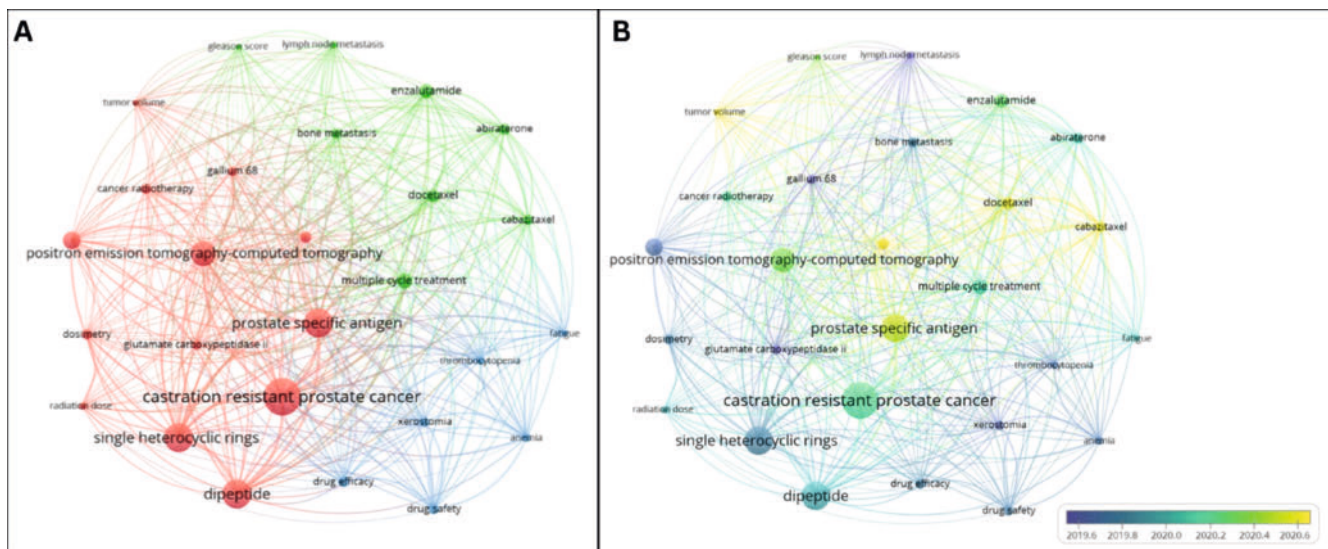 A
gleason score
lymph node metastasis
tumor volume
enzalutamide
bone metastasis
abiraterone
gallium 68
cancer radiotherapy
docetaxel
cabazitaxel
positron emission tomography-computed tomography
multiple cycle treatment
prostate specific antigen
dosimetry
glutamate carboxypeptidase ii
fatigue
thrombocytopenia
castration resistant prostate cancer
radiation dose
xerostomia
single heterocyclic rings
anemia
drug efficacy
dipeptide
drug safety
B
gleason score
lymph node metastasis
tumor volume
enzalutamide
bone metastasis
abiraterone
gallium 68
cancer radiotherapy
docetaxel
cabazitaxel
positron emission tomography-computed tomography
multiple cycle treatment
prostate specific antigen
dosimetry
glutamate carboxypeptidase ii
fatigue
thrombocytopenia
castration resistant prostate cancer
radiation dose
xerostomia
single heterocyclic rings
anemia
drug efficacy
dipeptide
drug safety
2019.6 2019.8 2020.0 2020.2 2020.4 2020.6